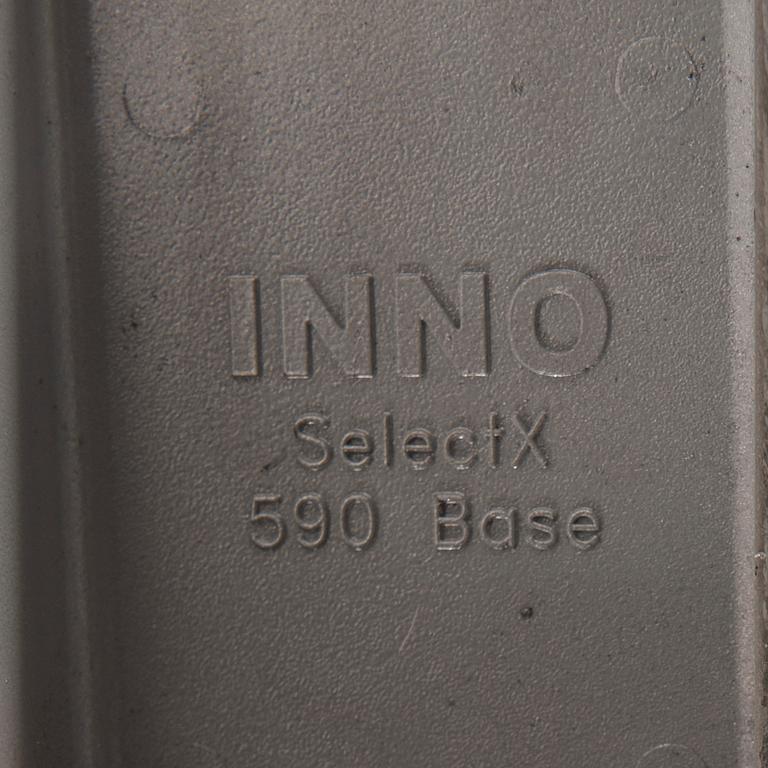 INNO
SelectX
590 Base